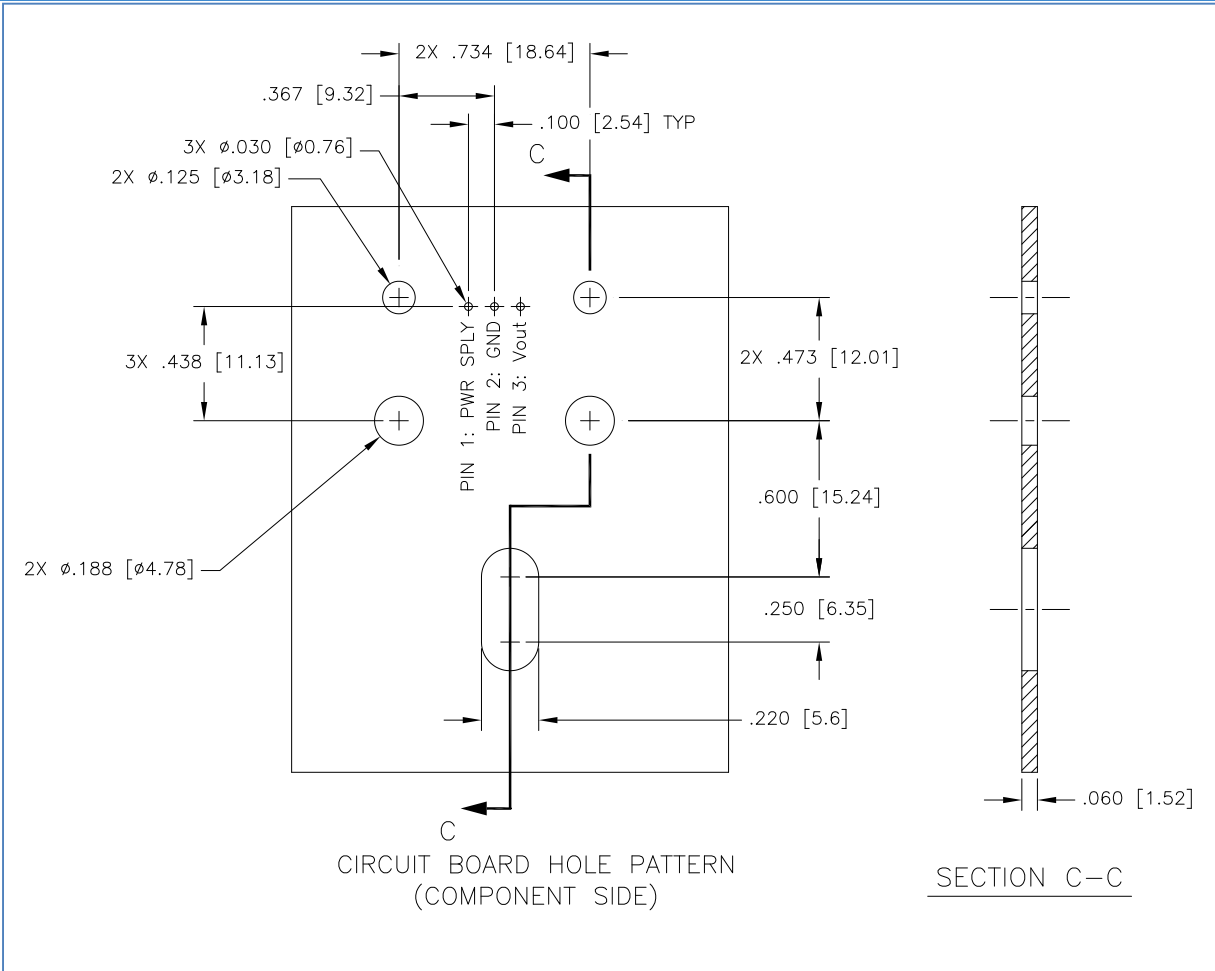 2X .734 [18.64]
.367 [9.32]
.100 [2.54] TYP
3X ø.030 [ø0.76]
C
2X ø.125 [ø3.18]
PIN 1: PWR SPLY
PIN 2: GND
PIN 3: Vout
3X .438 [11.13]
2X .473 [12.01]
.600 [15.24]
2X ø.188 [ø4.78]
.250 [6.35]
.220 [5.6]
.060 [1.52]
C
CIRCUIT BOARD HOLE PATTERN
(COMPONENT SIDE)
SECTION C-C